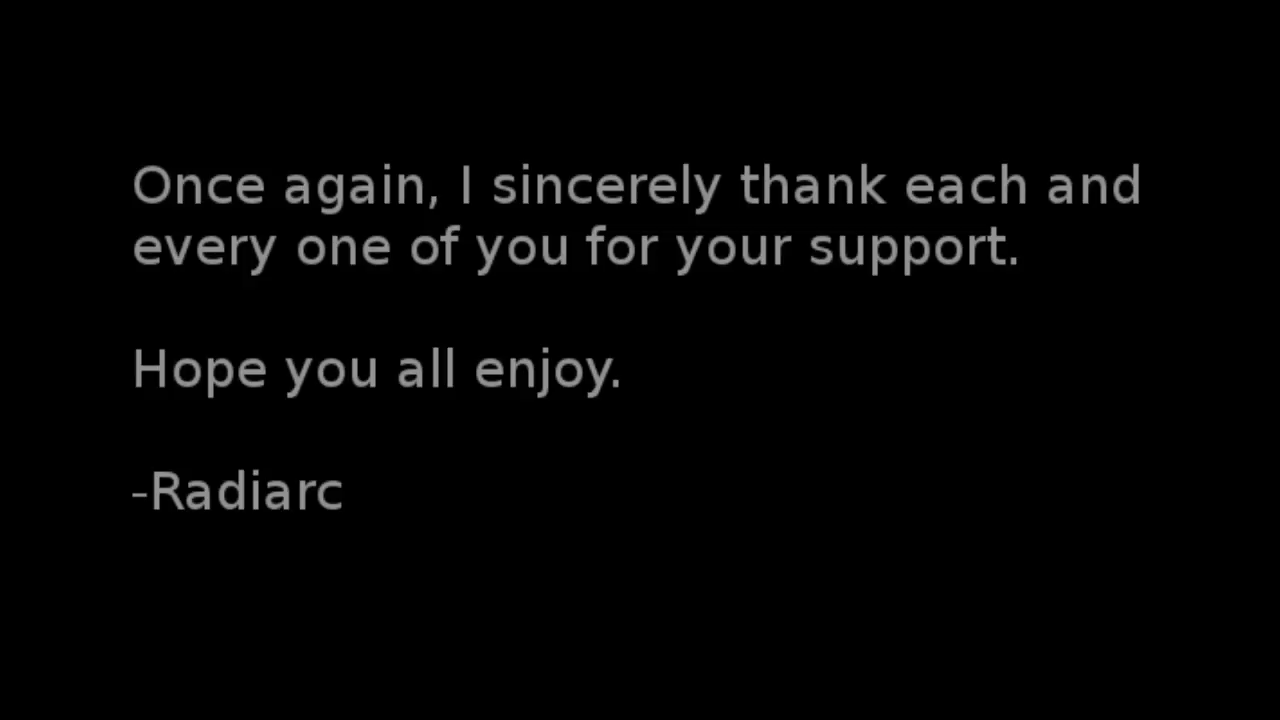 Once again, I sincerely thank each and
every one of you for your support.
Hope you all enjoy.
-Radiarc